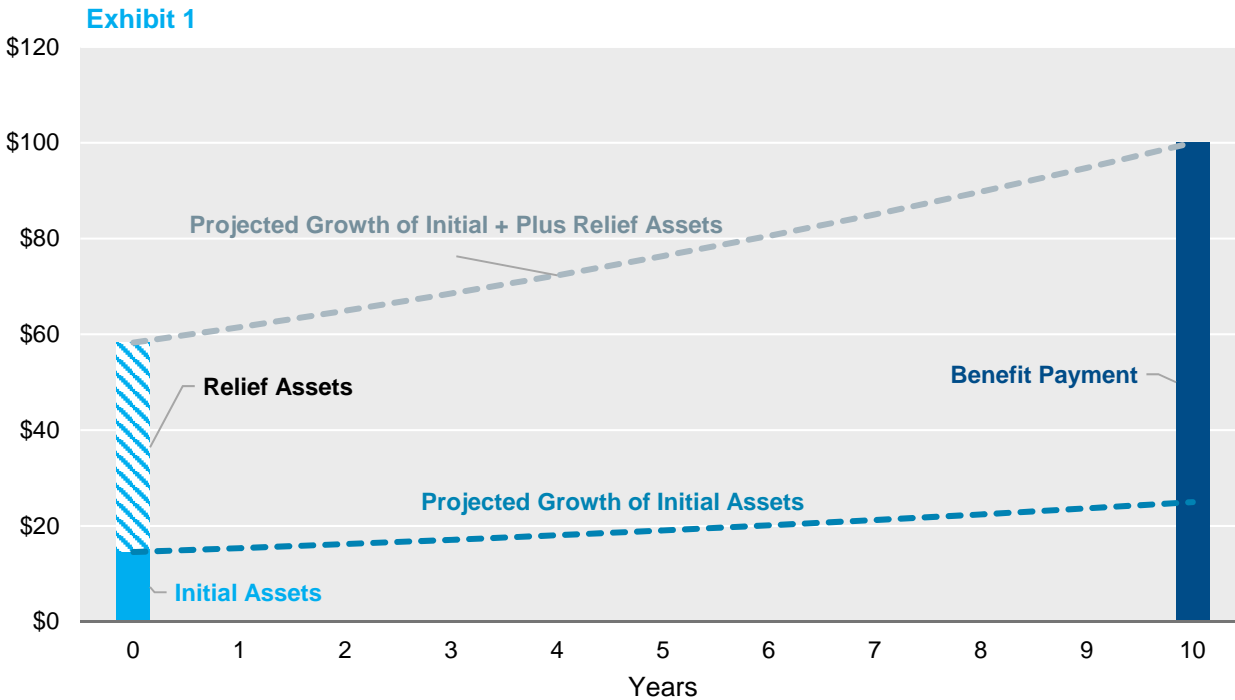 Exhibit 1
$120
$100
$80
$60
$40
$20
$0
Projected Growth of Initial + Plus Relief Assets
Relief Assets
Benefit Payment
Projected Growth of Initial Assets
Initial Assets
0 1 2 3 4 5 6 7 8 9 10
Years